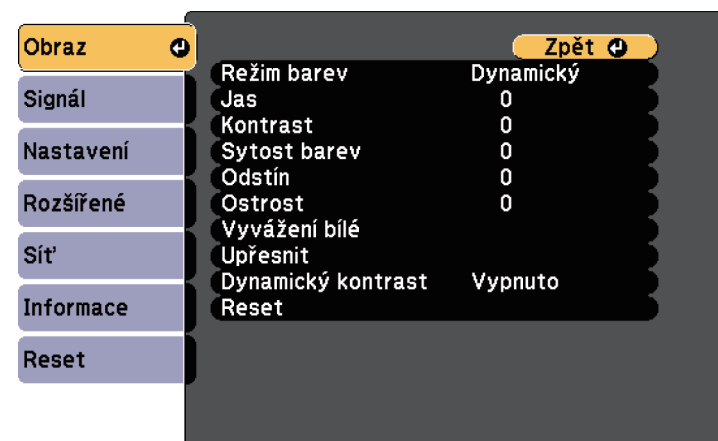 Obraz
Signál
Nastavení
Rozšířené
Síť
Informace
Reset
Zpět
Režim barev Dynamický
Jas 0
Kontrast 0
Sytost barev 0
Odstín 0
Ostrost 0
Vyvážení bílé
Upřesnit
Dynamický kontrast Vypnuto
Reset